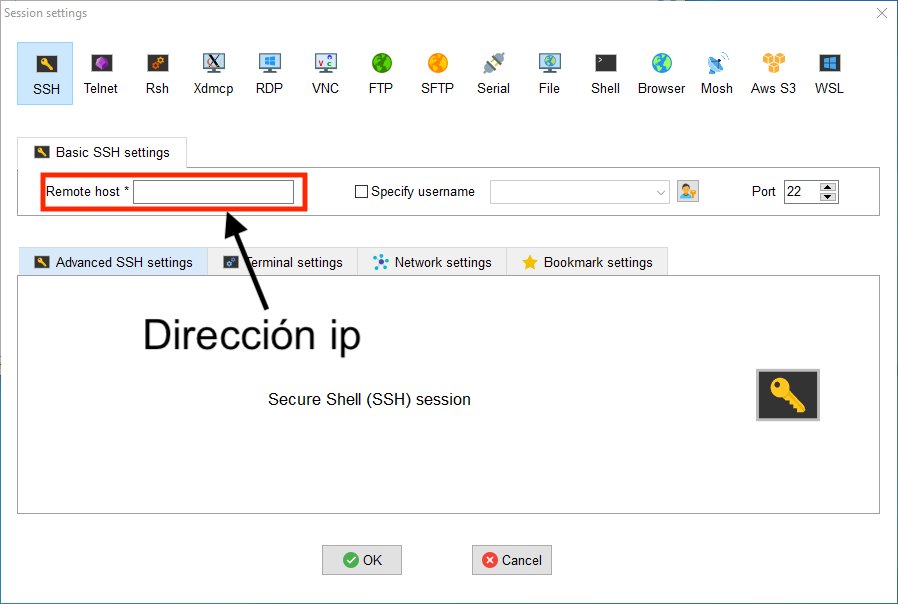 Session settings
SSH Telnet Rsh Xdmcp RDP VNC FTP SFTP Serial File Shell Browser Mosh Aws S3 WSL
Basic SSH settings
Remote host * Specify username Port 22
Advanced SSH settings Terminal settings Network settings Bookmark settings
Dirección ip
Secure Shell (SSH) session
OK Cancel